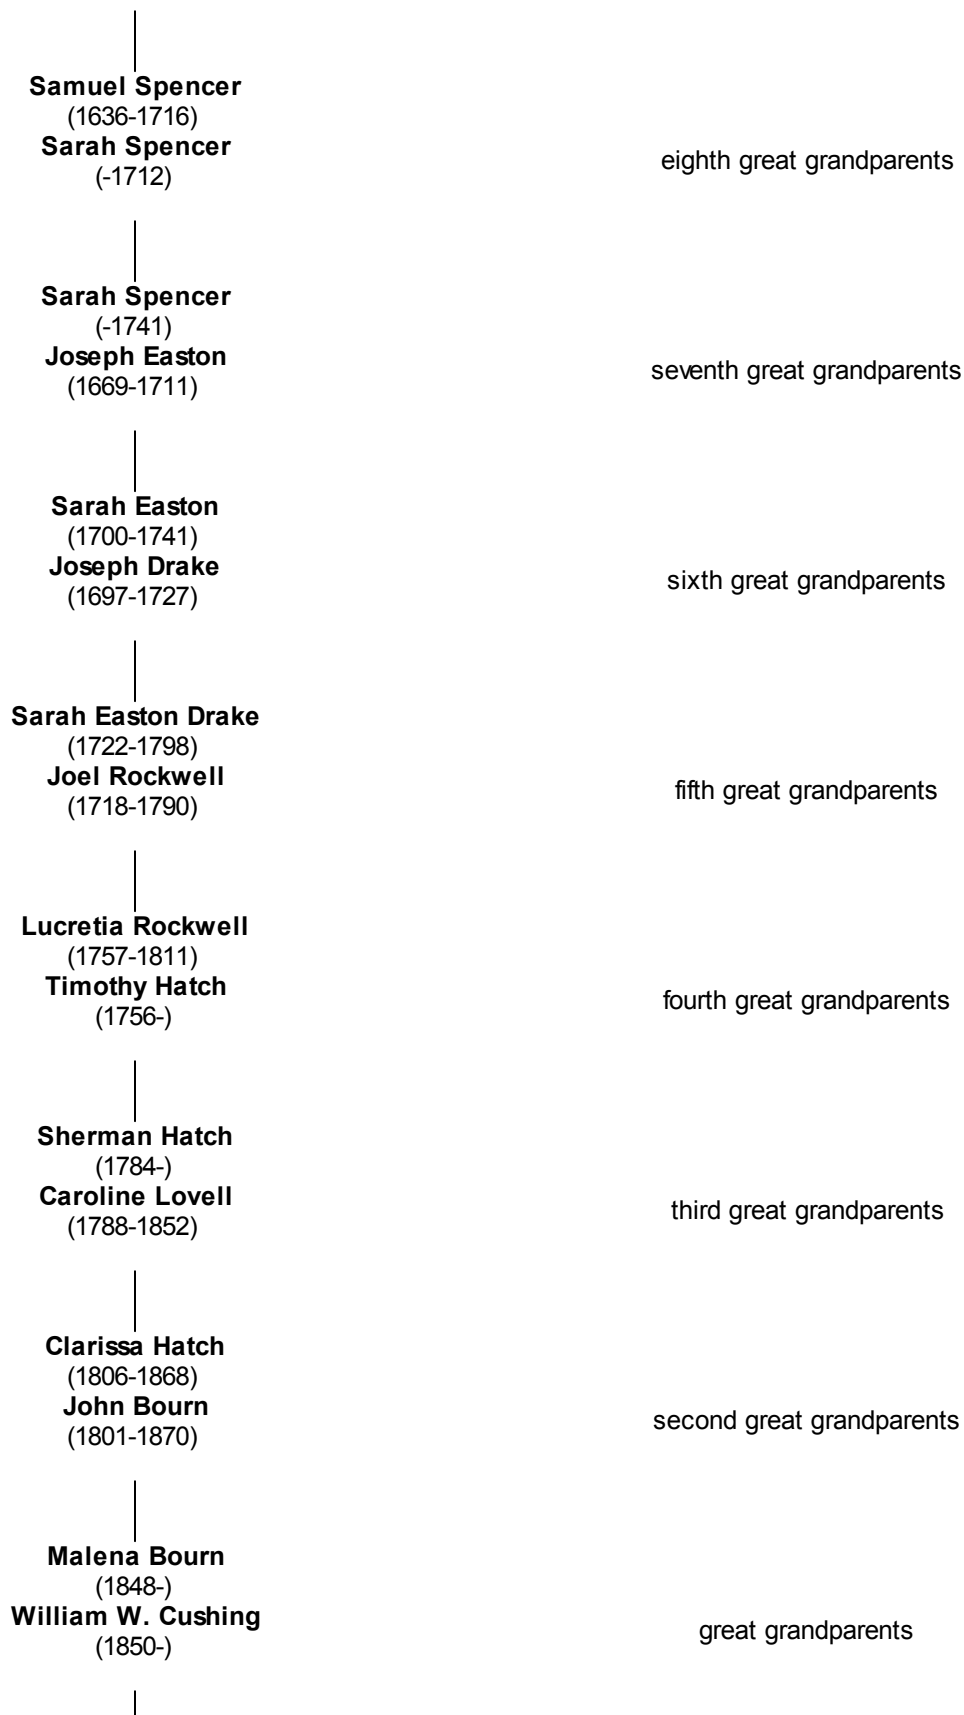 Samuel Spencer
(1636-1716)
Sarah Spencer
(-1712)
eighth great grandparents
Sarah Spencer
(-1741)
Joseph Easton
(1669-1711)
seventh great grandparents
Sarah Easton
(1700-1741)
Joseph Drake
(1697-1727)
sixth great grandparents
Sarah Easton Drake
(1722-1798)
Joel Rockwell
(1718-1790)
fifth great grandparents
Lucretia Rockwell
(1757-1811)
Timothy Hatch
(1756-)
fourth great grandparents
Sherman Hatch
(1784-)
Caroline Lovell
(1788-1852)
third great grandparents
Clarissa Hatch
(1806-1868)
John Bourn
(1801-1870)
second great grandparents
Malena Bourn
(1848-)
William W. Cushing
(1850-)
great grandparents